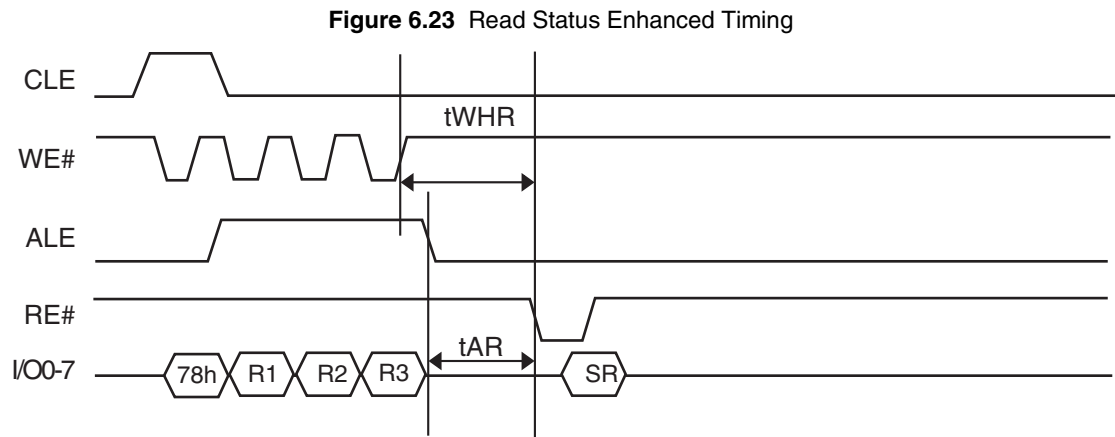 Figure 6.23 Read Status Enhanced Timing
CLE
tWHR
WE#
ALE
RE#
tAR
I/O0-7
78h R1 R2 R3 SR